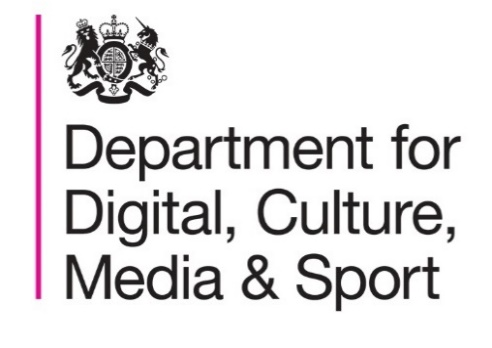 Department for
Digital, Culture,
Media & Sport